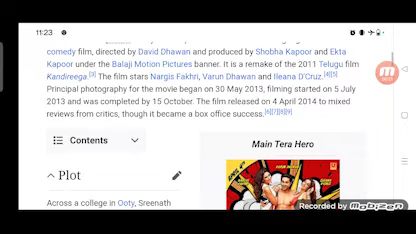 11:23
comedy film, directed by David Dhawan and produced by Shobha Kapoor and Ekta
Kapoor under the Balaji Motion Pictures banner. It is a remake of the 2011 Telugu film
Kandireega.[3] The film stars Nargis Fakhri, Varun Dhawan and Ileana D'Cruz.[4][5]
Principal photography for the movie began on 30 May 2013, filming started on 5 July
2013 and was completed by 15 October. The film released on 4 April 2014 to mixed
reviews from critics, though it became a box office success.[6][7][8][9]
Contents
Main Tera Hero
Plot
Across a college in Ooty, Sreenath
Recorded by Mobizen